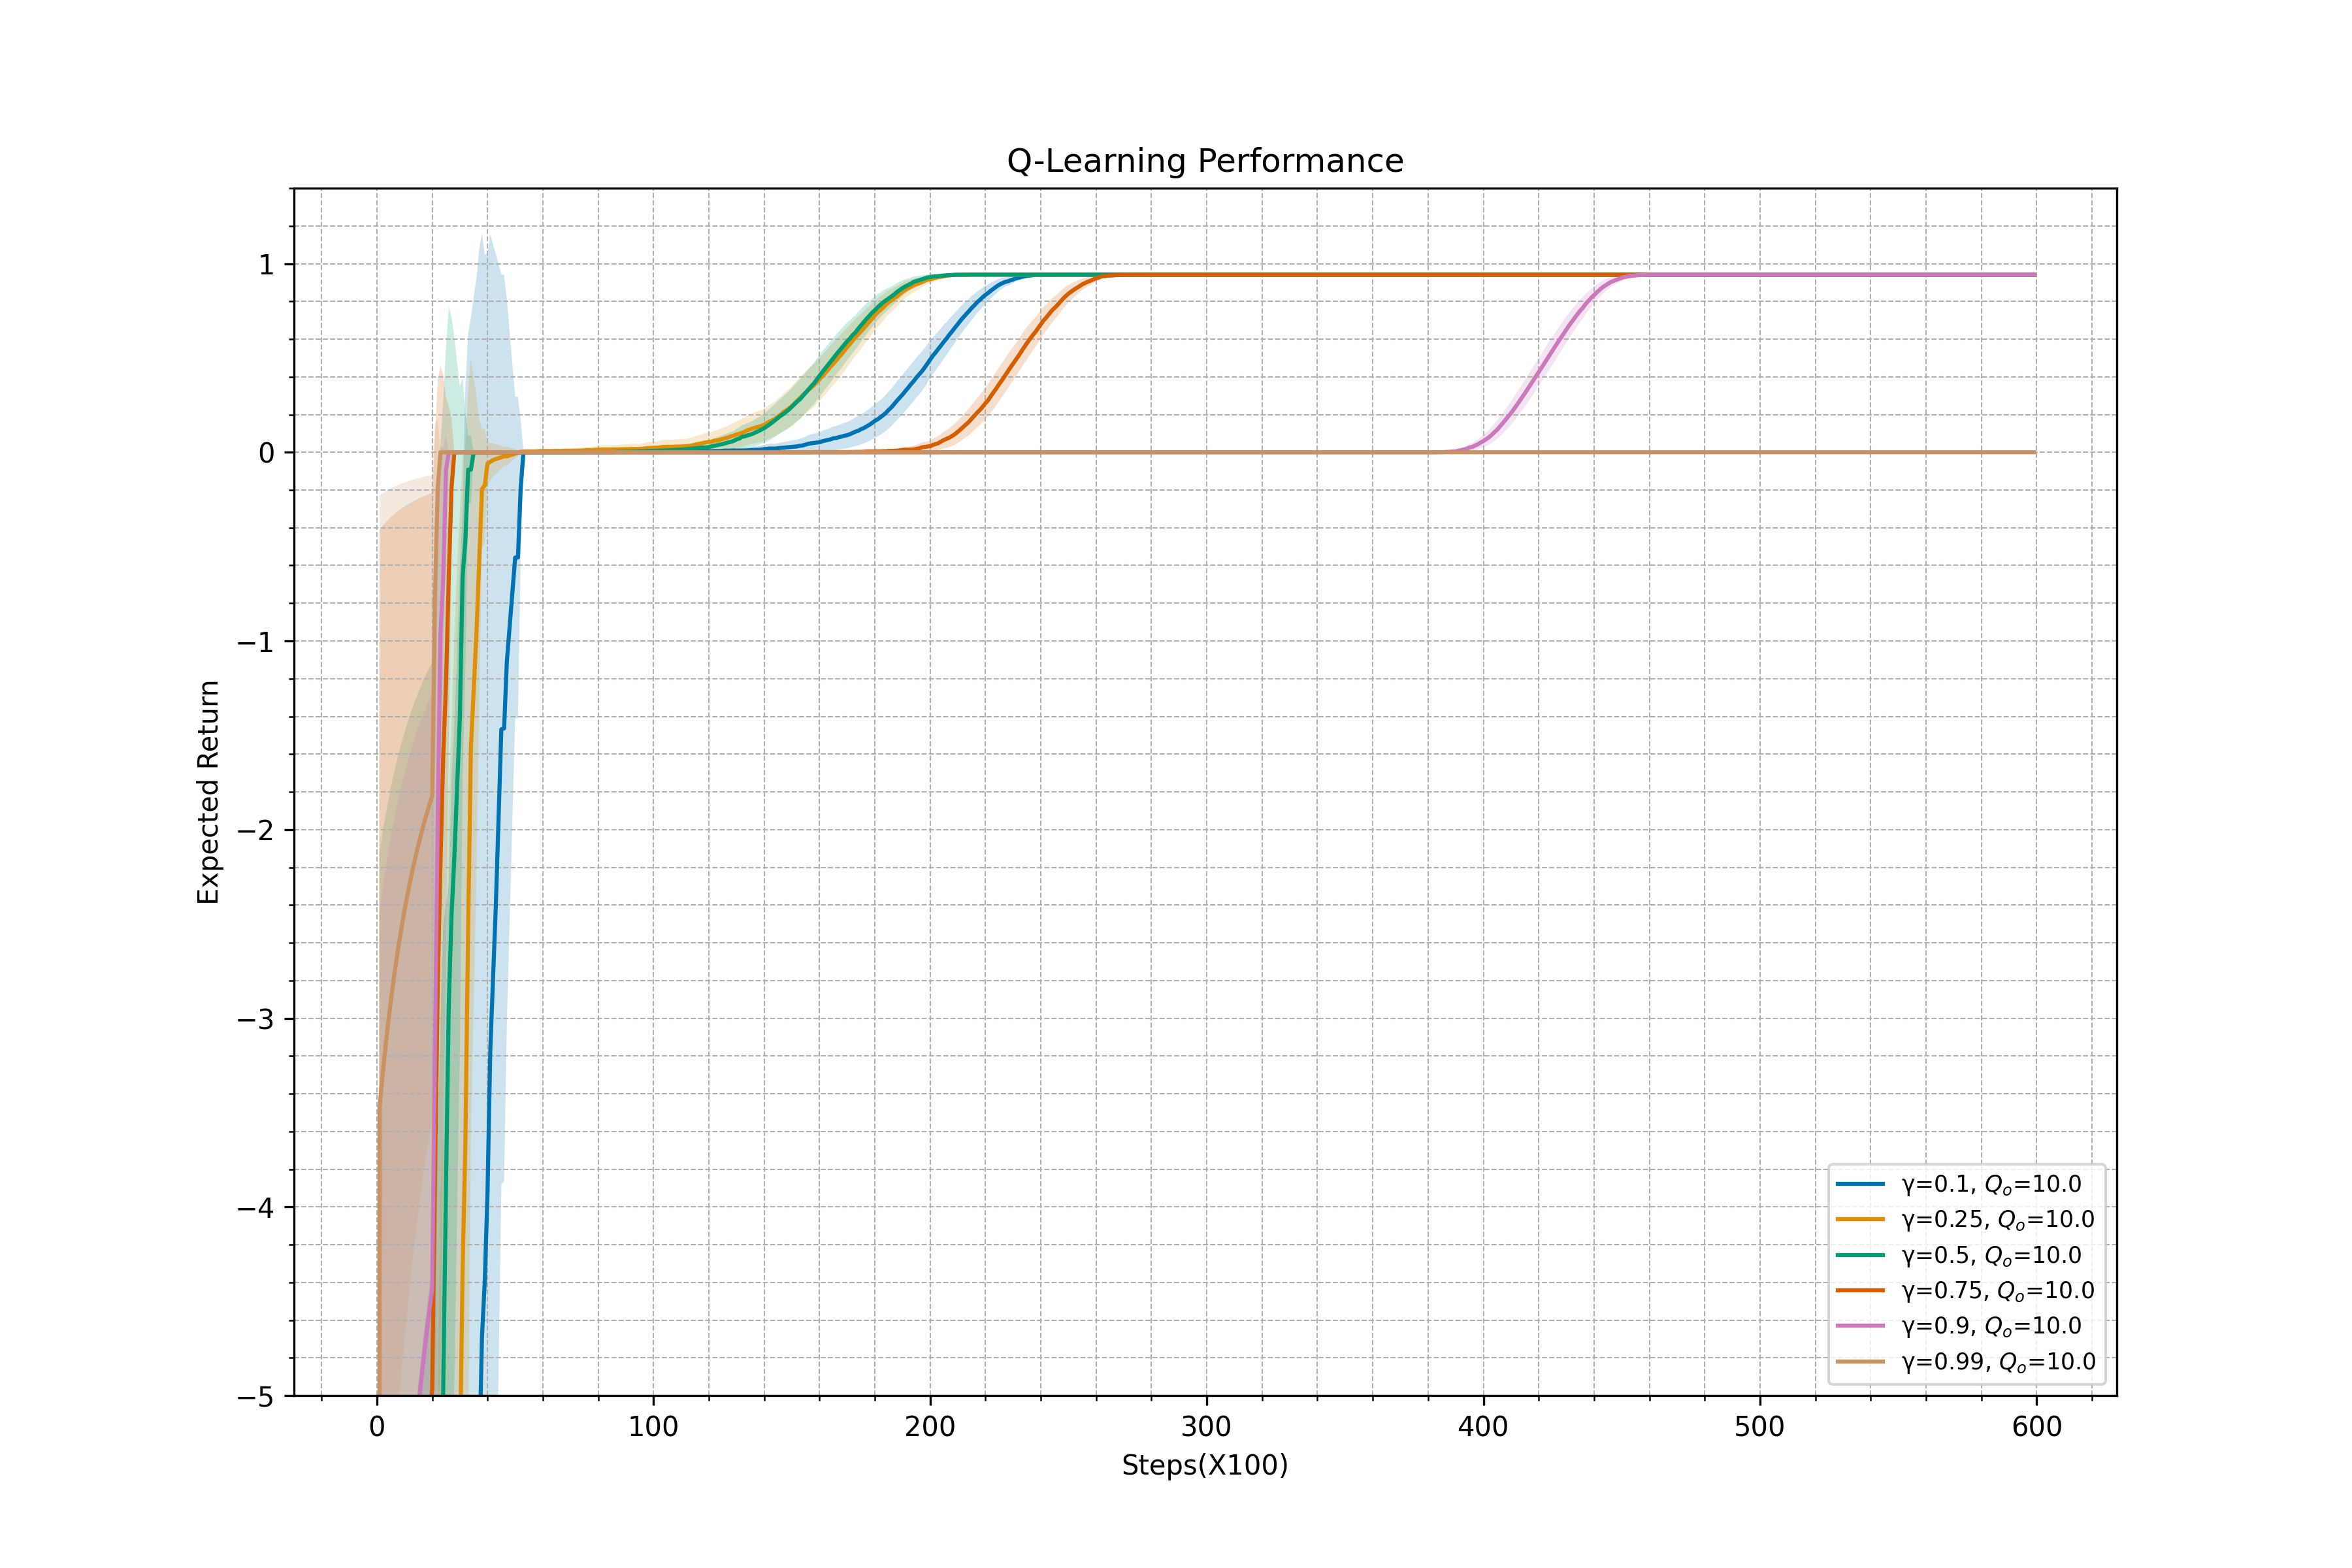 Q-Learning Performance
Expected Return
1
0
−1
−2
−3
−4
−5
0 100 200 300 400 500 600
Steps(X100)
γ=0.1, Qo=10.0
γ=0.25, Qo=10.0
γ=0.5, Qo=10.0
γ=0.75, Qo=10.0
γ=0.9, Qo=10.0
γ=0.99, Qo=10.0